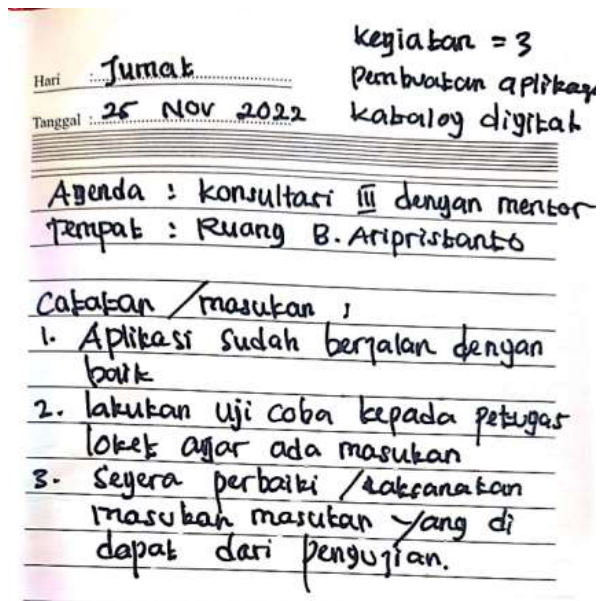 kegiatan = 3
Hari : Jumat
pembuatan aplikasi
Tanggal : 25 Nov 2022
katalog digital
Agenda : konsultasi III dengan mentor
Tempat : Ruang B. Aripristanto
Catatan / masukan :
1. Aplikasi sudah berjalan dengan
baik
2. lakukan uji coba kepada petugas
loket agar ada masukan
3. Segera perbaiki / laksanakan
masukan masukan yang di
dapat dari pengujian.